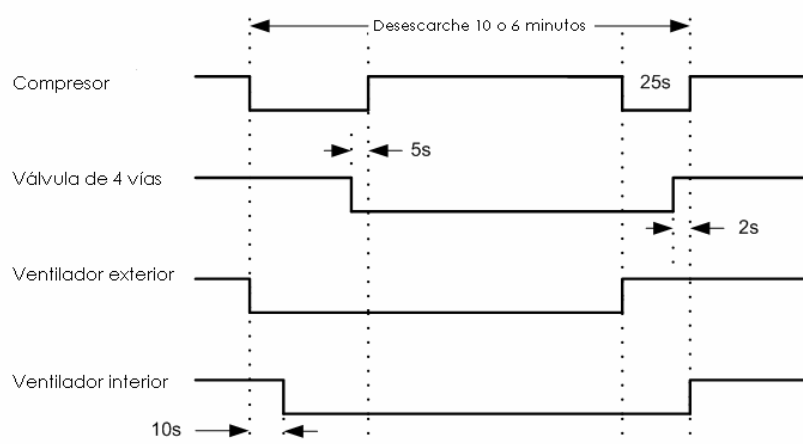 Desescarche 10 o 6 minutos
Compresor
25s
5s
Válvula de 4 vías
2s
Ventilador exterior
Ventilador interior
10s